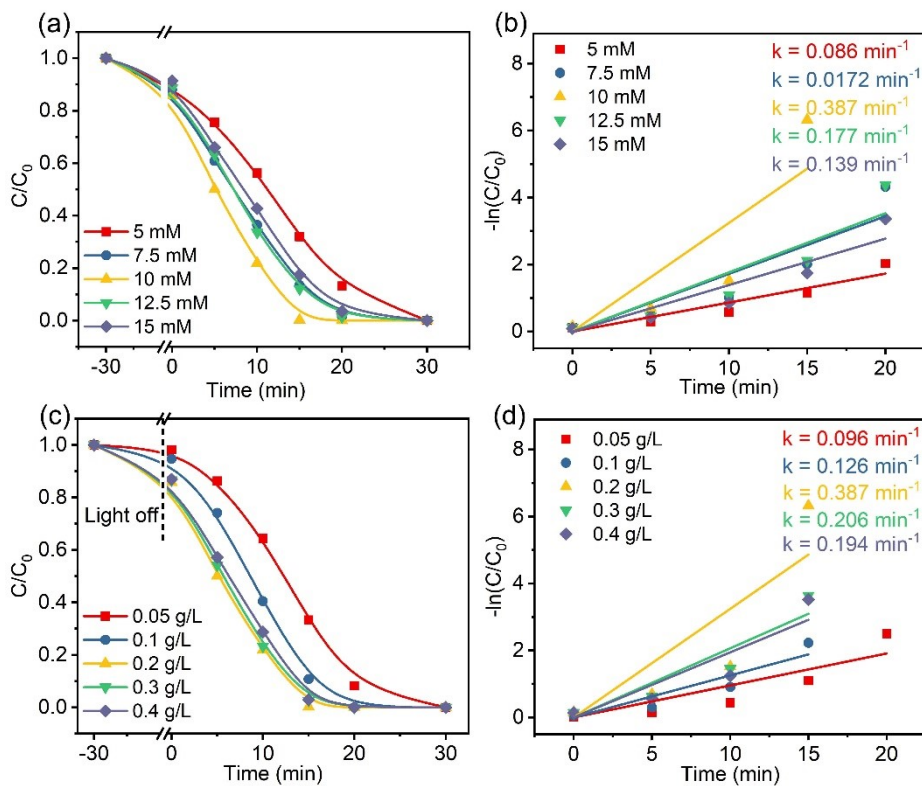 (a)
C/C0
1.0
0.8
0.6
0.4
0.2
0.0
5 mM
7.5 mM
10 mM
12.5 mM
15 mM
-30 0 10 20 30
Time (min)
(b)
-ln(C/C0)
8
6
4
2
0
5 mM
7.5 mM
10 mM
12.5 mM
15 mM
k = 0.086 min⁻¹
k = 0.0172 min⁻¹
k = 0.387 min⁻¹
k = 0.177 min⁻¹
k = 0.139 min⁻¹
0 5 10 15 20
Time (min)
(c)
C/C0
1.0
0.8
0.6
0.4
0.2
0.0
Light off
0.05 g/L
0.1 g/L
0.2 g/L
0.3 g/L
0.4 g/L
-30 0 10 20 30
Time (min)
(d)
-ln(C/C0)
8
6
4
2
0
0.05 g/L
0.1 g/L
0.2 g/L
0.3 g/L
0.4 g/L
k = 0.096 min⁻¹
k = 0.126 min⁻¹
k = 0.387 min⁻¹
k = 0.206 min⁻¹
k = 0.194 min⁻¹
0 5 10 15 20
Time (min)